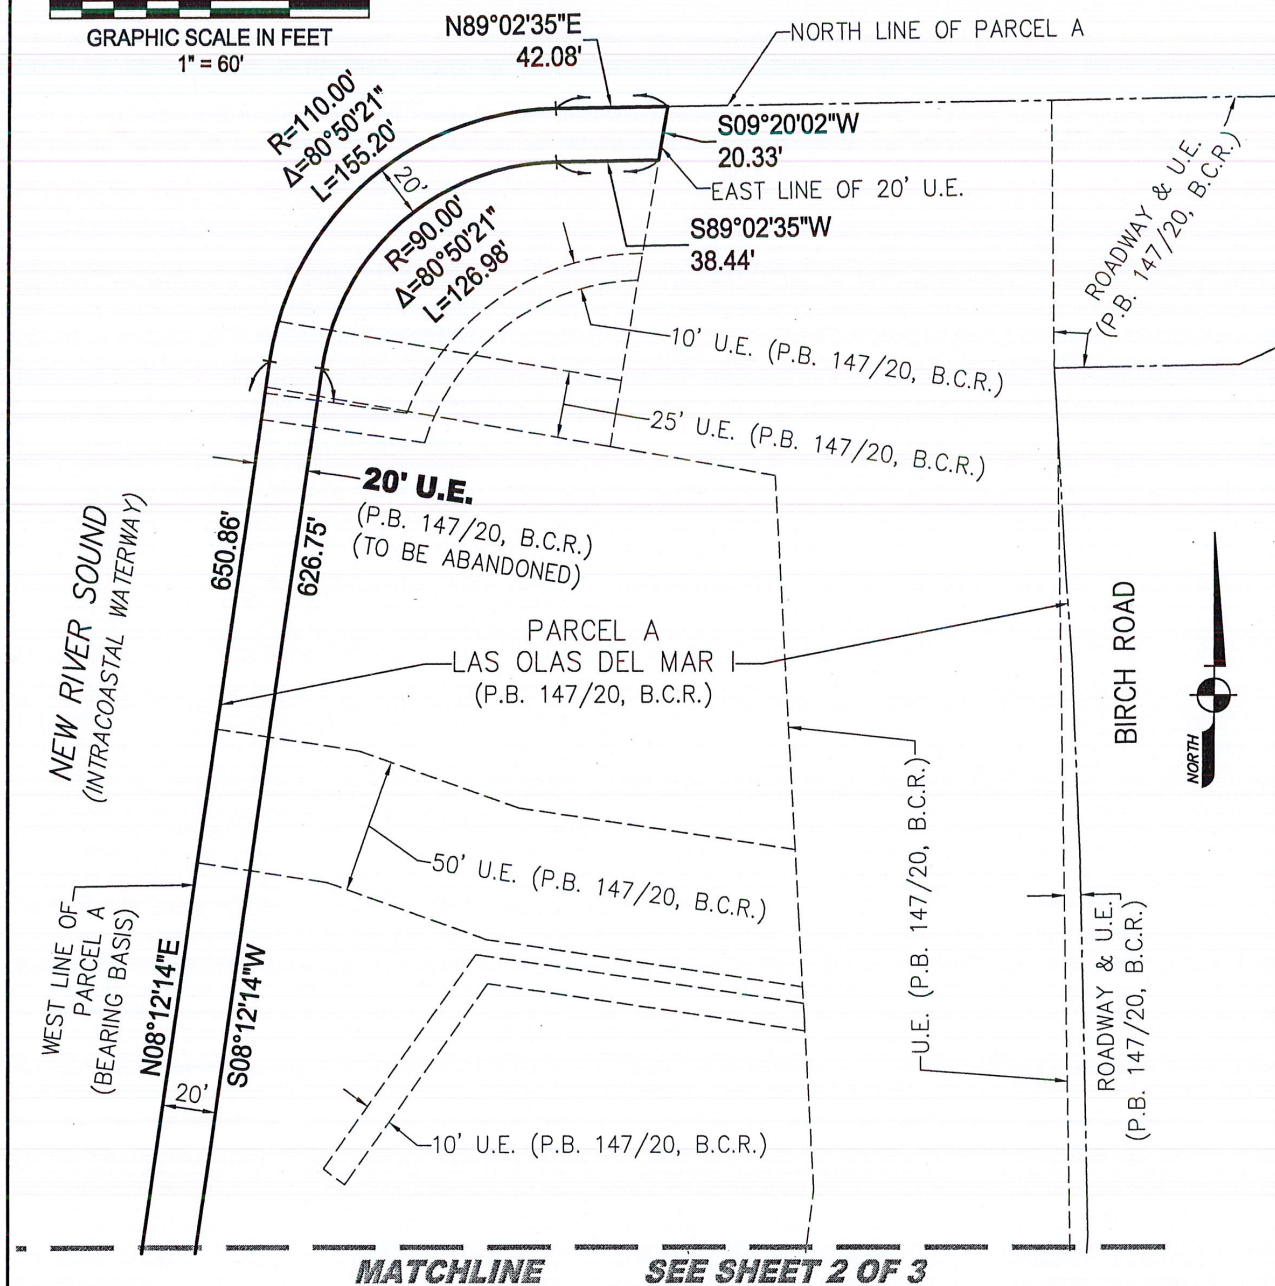 GRAPHIC SCALE IN FEET
1" = 60'
N89°02'35"E
42.08'
NORTH LINE OF PARCEL A
R=110.00'
Δ=80°50'21"
L=155.20'
20'
S09°20'02"W
20.33'
EAST LINE OF 20' U.E.
R=90.00'
Δ=80°50'21"
L=126.98'
S89°02'35"W
38.44'
ROADWAY & U.E.
(P.B. 147/20, B.C.R.)
10' U.E. (P.B. 147/20, B.C.R.)
25' U.E. (P.B. 147/20, B.C.R.)
20' U.E.
(P.B. 147/20, B.C.R.)
(TO BE ABANDONED)
NEW RIVER SOUND
(INTRACOASTAL WATERWAY)
650.86'
626.75'
PARCEL A
LAS OLAS DEL MAR I
(P.B. 147/20, B.C.R.)
BIRCH ROAD
NORTH
50' U.E. (P.B. 147/20, B.C.R.)
U.E. (P.B. 147/20, B.C.R.)
WEST LINE OF
PARCEL A
(BEARING BASIS)
N08°12'14"E
S08°12'14"W
20'
ROADWAY & U.E.
(P.B. 147/20, B.C.R.)
10' U.E. (P.B. 147/20, B.C.R.)
MATCHLINE SEE SHEET 2 OF 3